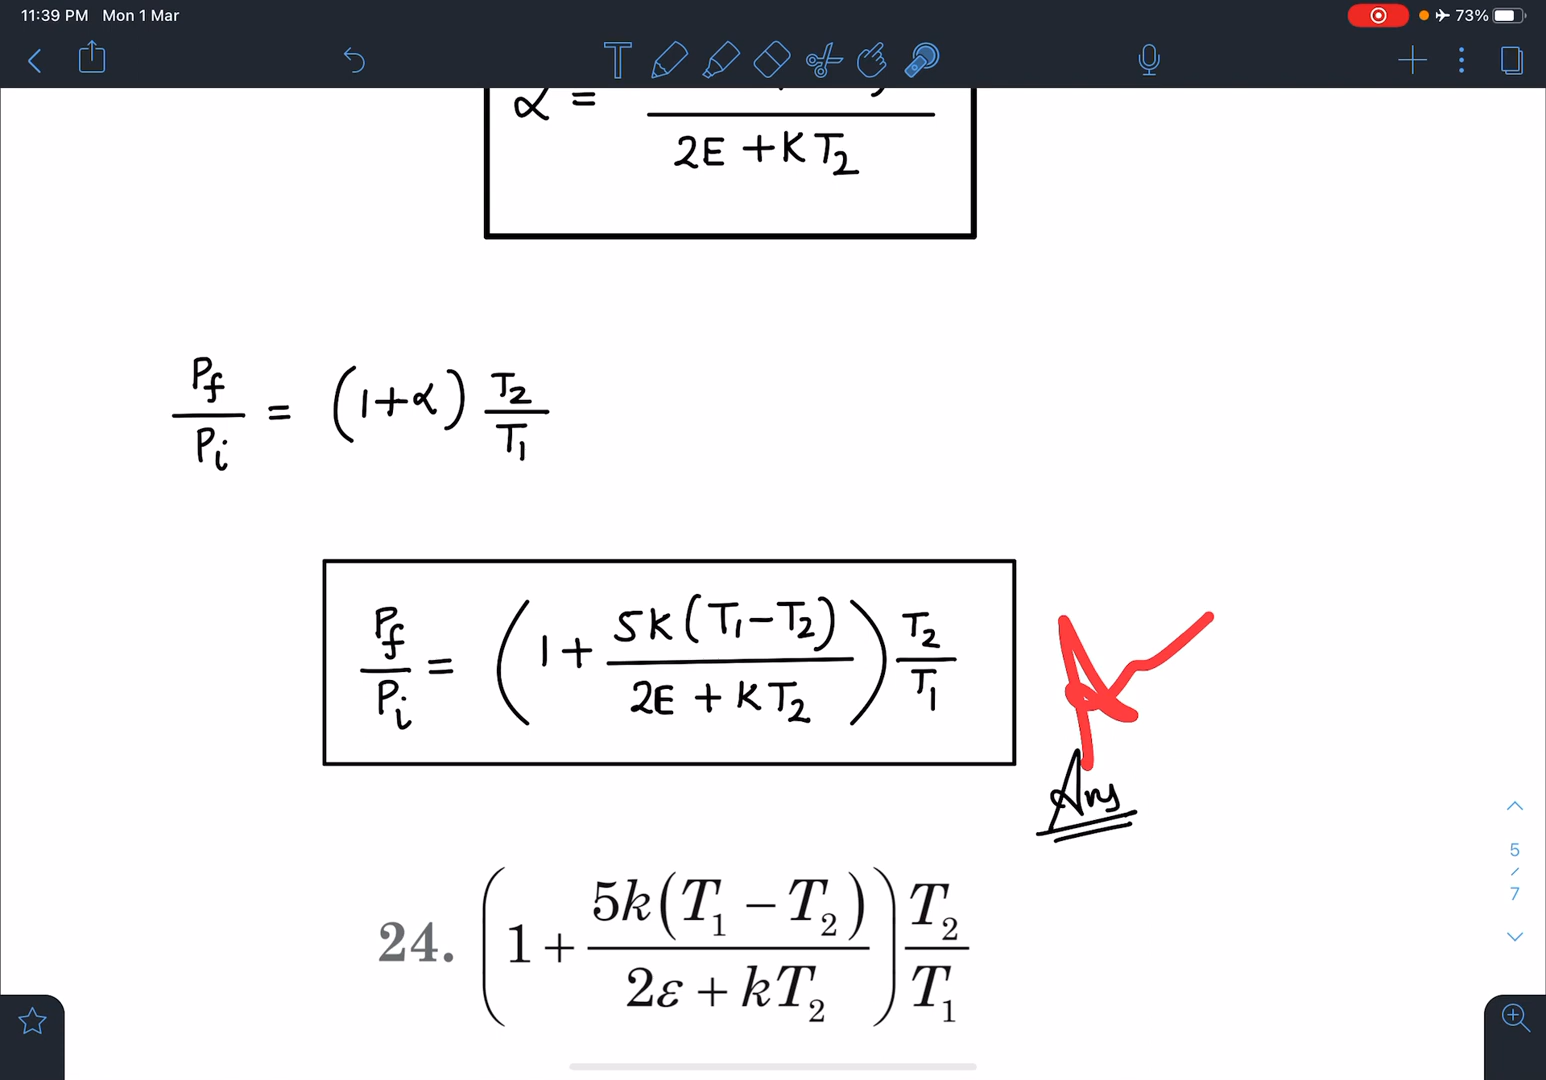 11:39 PM Mon 1 Mar
73%
α =
2E + KT₂
Pf/Pi = (1+α) T₂/T₁
Pf/Pi = (1 + 5K(T₁-T₂)/(2E + KT₂)) T₂/T₁
Ans
24. (1 + 5k(T₁ − T₂)/(2ε + kT₂)) T₂/T₁
5
/
7